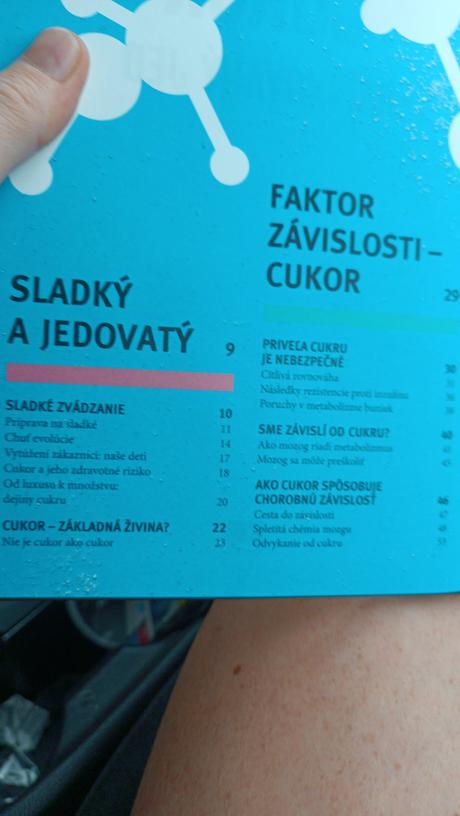 SLADKÝ
A JEDOVATÝ 9
SLADKÉ ZVÁDZANIE 10
Príprava na sladké 11
Chuť evolúcie 14
Vytúžení zákazníci: naše deti 17
Cukor a jeho zdravotné riziko 18
Od luxusu k množstvu:
dejiny cukru 20
CUKOR – ZÁKLADNÁ ŽIVINA? 22
Nie je cukor ako cukor 23
FAKTOR
ZÁVISLOSTI –
CUKOR 29
PRIVEĽA CUKRU
JE NEBEZPEČNÉ 30
Citlivá rovnováha
Následky rezistencie proti inzulínu
Poruchy v metabolizme buniek
SME ZÁVISLÍ OD CUKRU? 40
Ako mozog riadi metabolizmus
Mozog sa môže preškoliť
AKO CUKOR SPÔSOBUJE
CHOROBNÚ ZÁVISLOSŤ 46
Cesta do závislosti 47
Spletitá chémia mozgu
Odvykanie od cukru